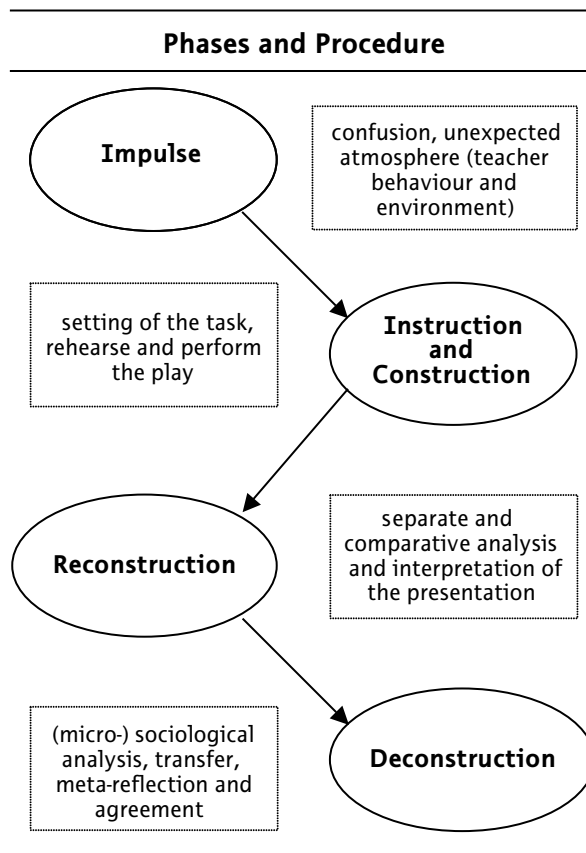 Phases and Procedure
Impulse
confusion, unexpected
atmosphere (teacher
behaviour and
environment)
setting of the task,
rehearse and perform
the play
Instruction
and
Construction
Reconstruction
separate and
comparative analysis
and interpretation of
the presentation
(micro-) sociological
analysis, transfer,
meta-reflection and
agreement
Deconstruction